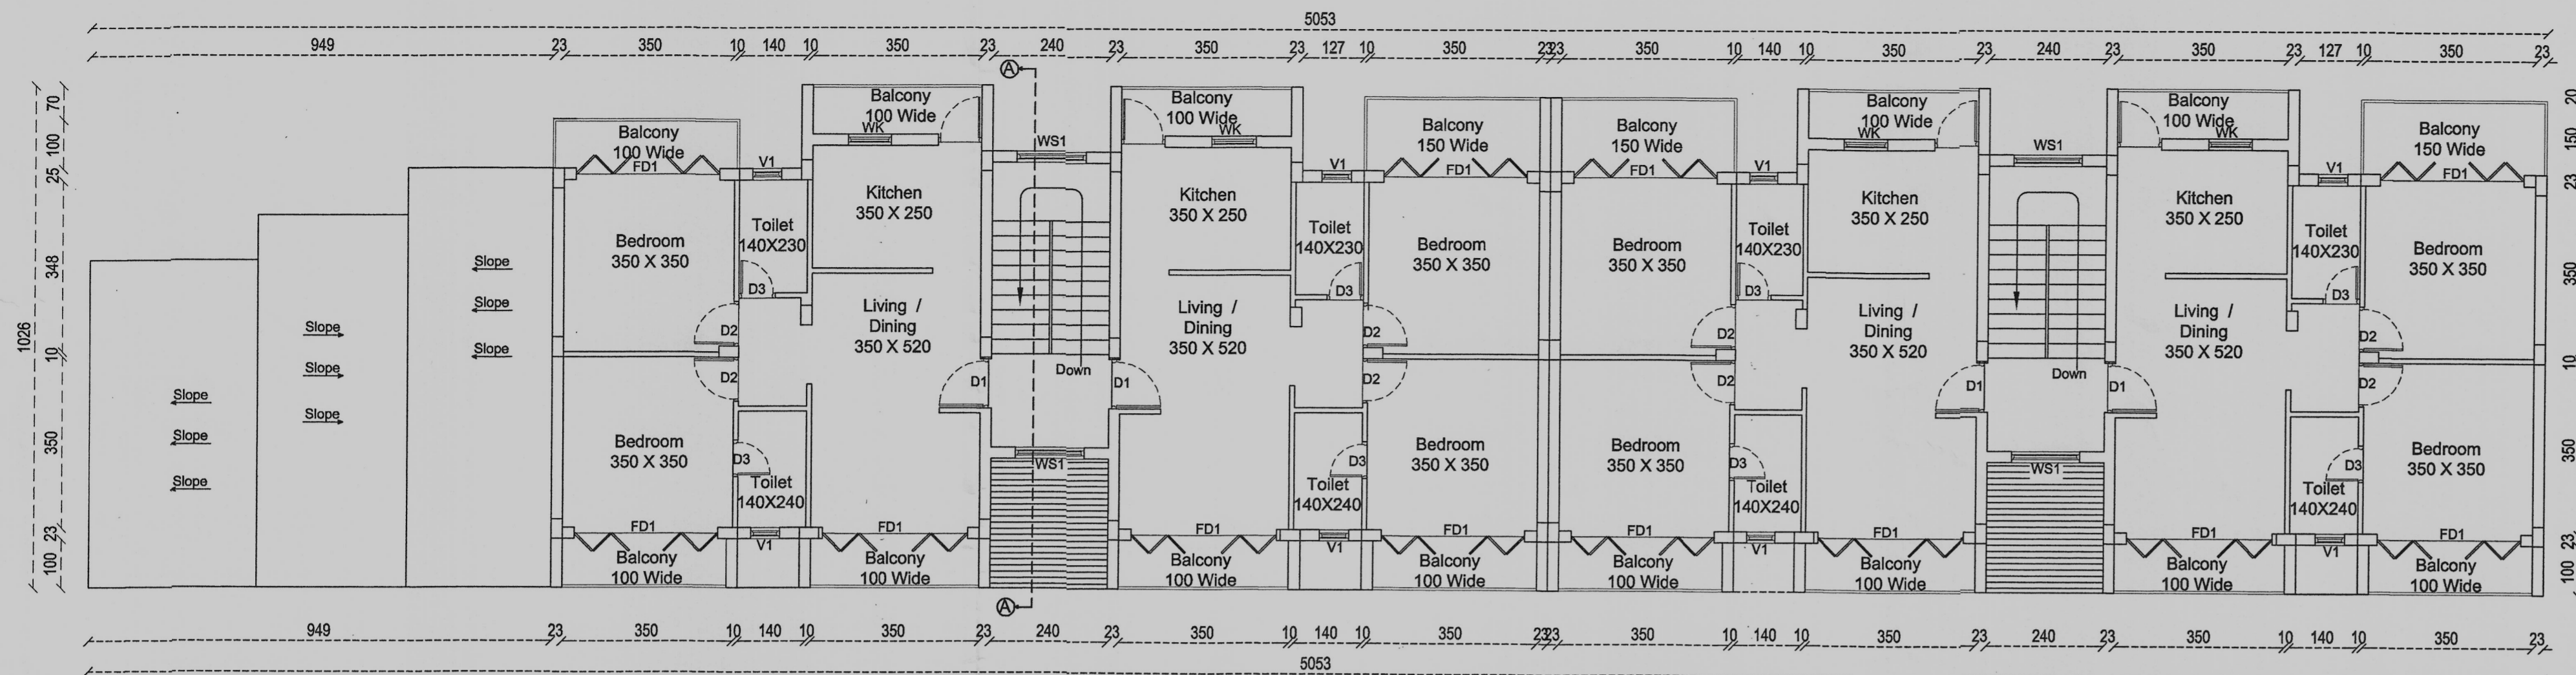 5053
949 23 350 10 140 10 350 23 240 23 350 23 127 10 350 23 23 350 10 140 10 350 23 240 23 350 23 127 10 350 23
A
Balcony
100 Wide
FD1
V1
Balcony
100 Wide
WK
WS1
Balcony
100 Wide
WK
V1
Balcony
150 Wide
FD1
Balcony
150 Wide
FD1
V1
Balcony
100 Wide
WK
WS1
Balcony
100 Wide
WK
V1
Balcony
150 Wide
FD1
1026
70
100
25
348
10
350
23
100
20
150
23
350
10
350
23
100
Slope
Slope
Slope
Slope
Slope
Slope
Slope
Slope
Slope
Bedroom
350 X 350
Toilet
140X230
D3
Kitchen
350 X 250
Kitchen
350 X 250
Toilet
140X230
D3
Bedroom
350 X 350
Bedroom
350 X 350
Toilet
140X230
D3
Kitchen
350 X 250
Kitchen
350 X 250
Toilet
140X230
D3
Bedroom
350 X 350
D2
D2
Living /
Dining
350 X 520
D1
Down
D1
Living /
Dining
350 X 520
D2
D2
D2
D2
Living /
Dining
350 X 520
D1
Down
D1
Living /
Dining
350 X 520
D2
D2
Bedroom
350 X 350
D3
Toilet
140X240
WS1
D3
Toilet
140X240
Bedroom
350 X 350
Bedroom
350 X 350
D3
Toilet
140X240
WS1
D3
Toilet
140X240
Bedroom
350 X 350
FD1
Balcony
100 Wide
V1
FD1
Balcony
100 Wide
FD1
Balcony
100 Wide
V1
FD1
Balcony
100 Wide
FD1
Balcony
100 Wide
V1
FD1
Balcony
100 Wide
FD1
Balcony
100 Wide
V1
FD1
Balcony
100 Wide
A
949 23 350 10 140 10 350 23 240 23 350 10 140 10 350 23 23 350 10 140 10 350 23 240 23 350 10 140 10 350 23
5053